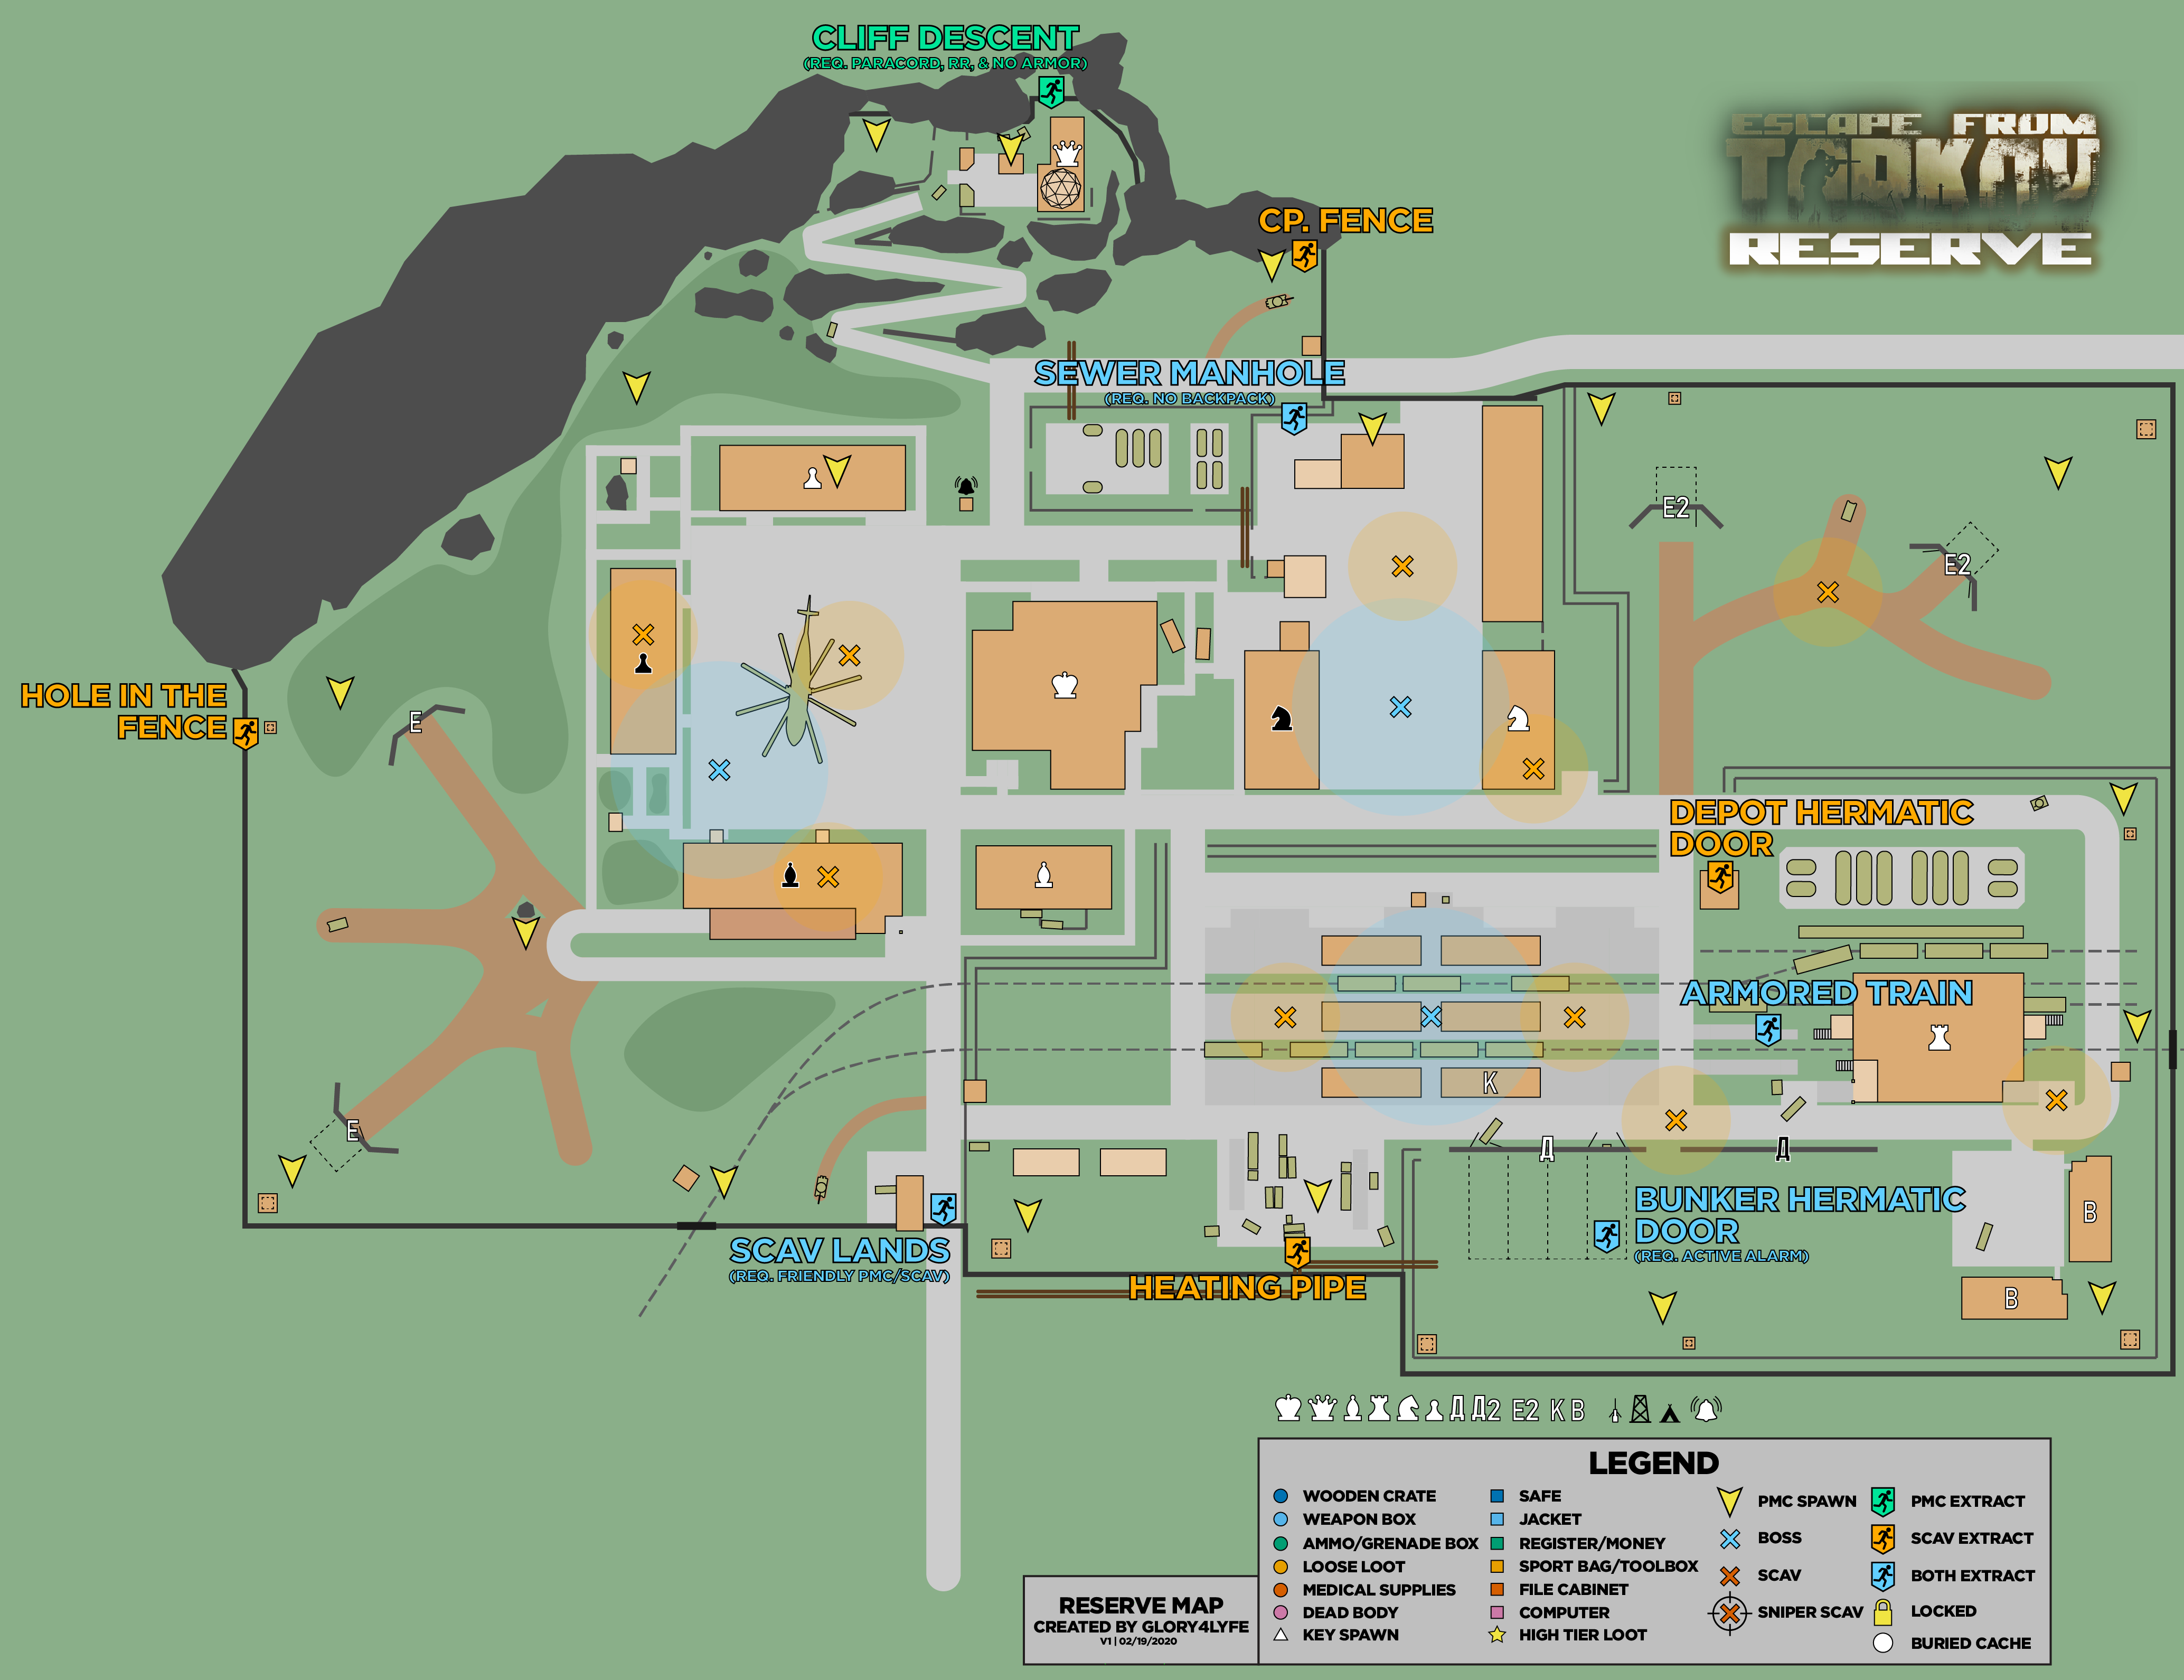 CLIFF DESCENT
(REQ. PARACORD, RR, & NO ARMOR)
ESCAPE FROM
TARKOV
RESERVE
CP. FENCE
SEWER MANHOLE
(REQ. NO BACKPACK)
E2
E2
HOLE IN THE
FENCE
E
DEPOT HERMATIC
DOOR
ARMORED TRAIN
K
E
Д
Д
BUNKER HERMATIC
DOOR
(REQ. ACTIVE ALARM)
B
B
SCAV LANDS
(REQ. FRIENDLY PMC/SCAV)
HEATING PIPE
Д Д2 E2 K B
LEGEND
WOODEN CRATE
WEAPON BOX
AMMO/GRENADE BOX
LOOSE LOOT
MEDICAL SUPPLIES
DEAD BODY
KEY SPAWN
SAFE
JACKET
REGISTER/MONEY
SPORT BAG/TOOLBOX
FILE CABINET
COMPUTER
HIGH TIER LOOT
PMC SPAWN
BOSS
SCAV
SNIPER SCAV
PMC EXTRACT
SCAV EXTRACT
BOTH EXTRACT
LOCKED
BURIED CACHE
RESERVE MAP
CREATED BY GLORY4LYFE
V1 | 02/19/2020